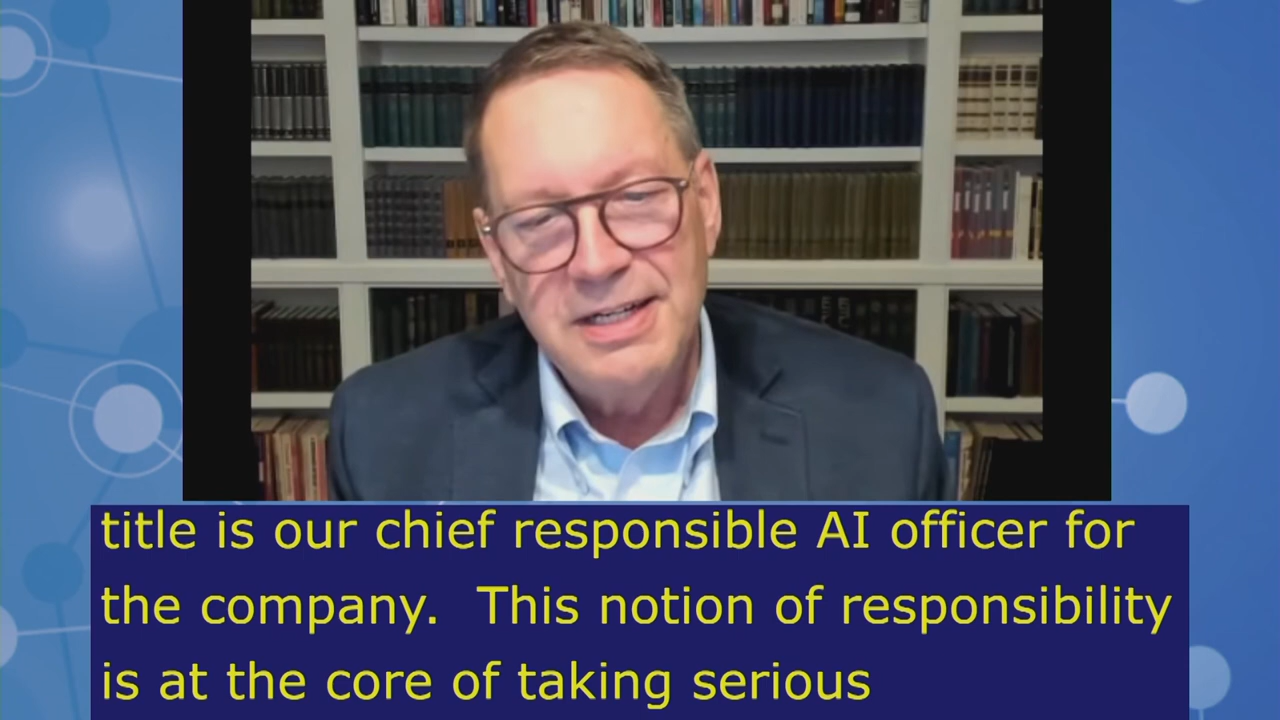 title is our chief responsible AI officer for
the company.  This notion of responsibility
is at the core of taking serious